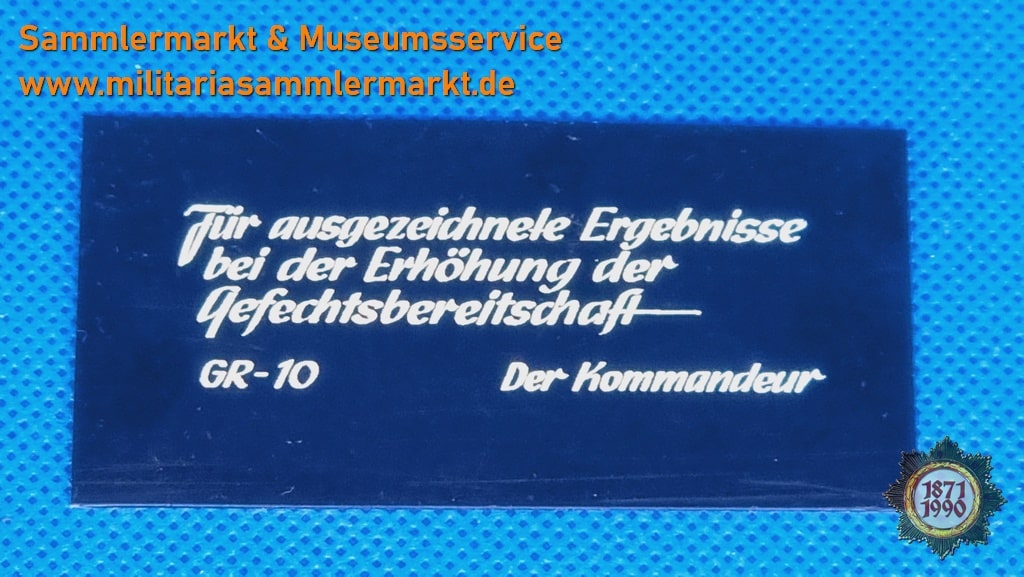 Sammlermarkt & Museumsservice
www.militariasammlermarkt.de
Für ausgezeichnete Ergebnisse
bei der Erhöhung der
Gefechtsbereitschaft
GR-10 Der Kommandeur
1871
1990